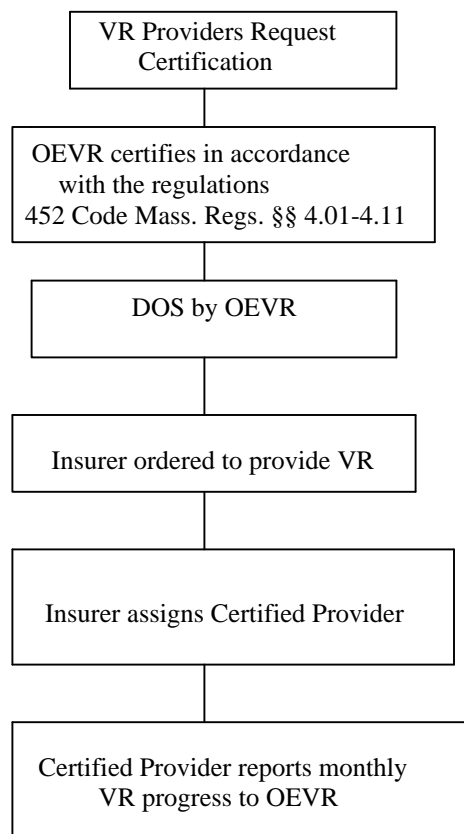 VR Providers Request
Certification
OEVR certifies in accordance
with the regulations
452 Code Mass. Regs. §§ 4.01-4.11
DOS by OEVR
Insurer ordered to provide VR
Insurer assigns Certified Provider
Certified Provider reports monthly
VR progress to OEVR